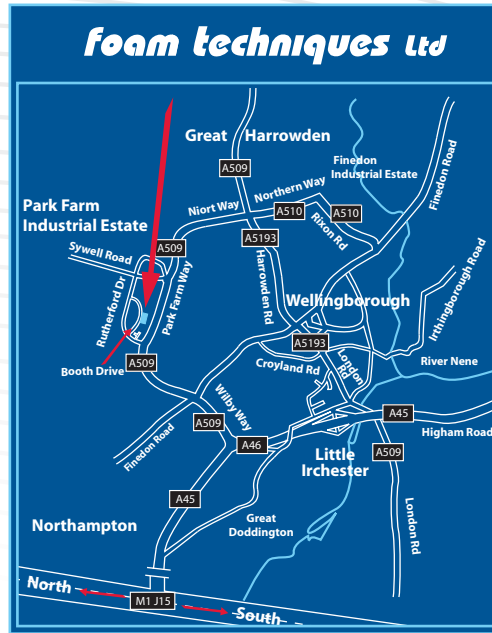 foam techniques Ltd
Great Harrowden
A509
Finedon
Industrial Estate
Finedon Road
Northern Way
Niort Way
A510
A510
Rixon Rd
Park Farm
Industrial Estate
A5193
A509
Sywell Road
Harrowden Rd
Irthingborough Road
Park Farm Way
Rutherford Dr
Wellingborough
A5193
London Rd
River Nene
Croyland Rd
A509
Booth Drive
Wilby Way
A45
A509
Higham Road
Finedon Road
A46
A509
Little
Irchester
A45
London Rd
Great
Doddington
Northampton
North
M1 J15
South